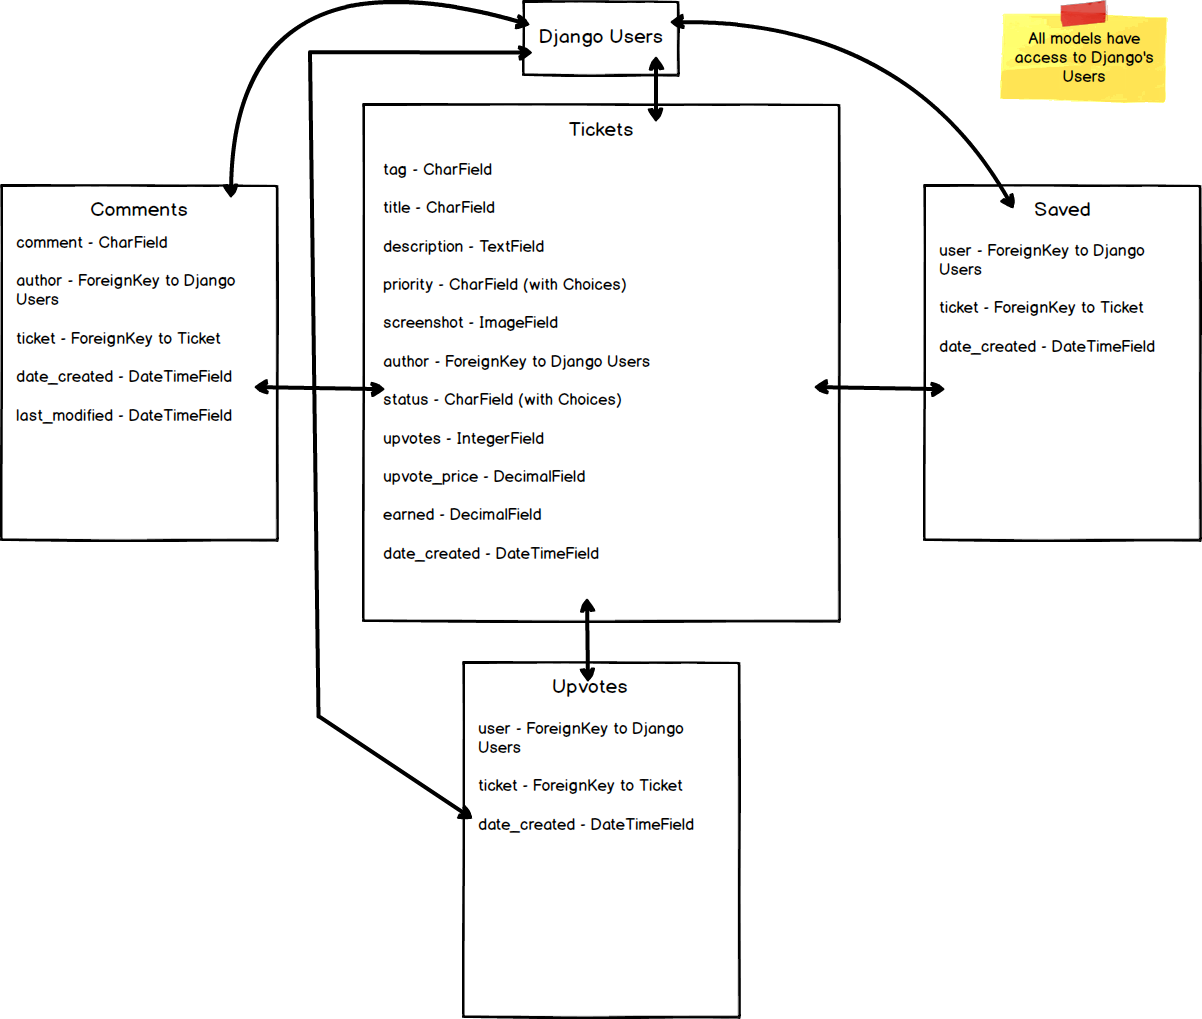 Django Users
All models have
access to Django's
Users
Tickets
tag - CharField
title - CharField
description - TextField
priority - CharField (with Choices)
screenshot - ImageField
author - ForeignKey to Django Users
status - CharField (with Choices)
upvotes - IntegerField
upvote_price - DecimalField
earned - DecimalField
date_created - DateTimeField
Comments
comment - CharField
author - ForeignKey to Django
Users
ticket - ForeignKey to Ticket
date_created - DateTimeField
last_modified - DateTimeField
Saved
user - ForeignKey to Django
Users
ticket - ForeignKey to Ticket
date_created - DateTimeField
Upvotes
user - ForeignKey to Django
Users
ticket - ForeignKey to Ticket
date_created - DateTimeField